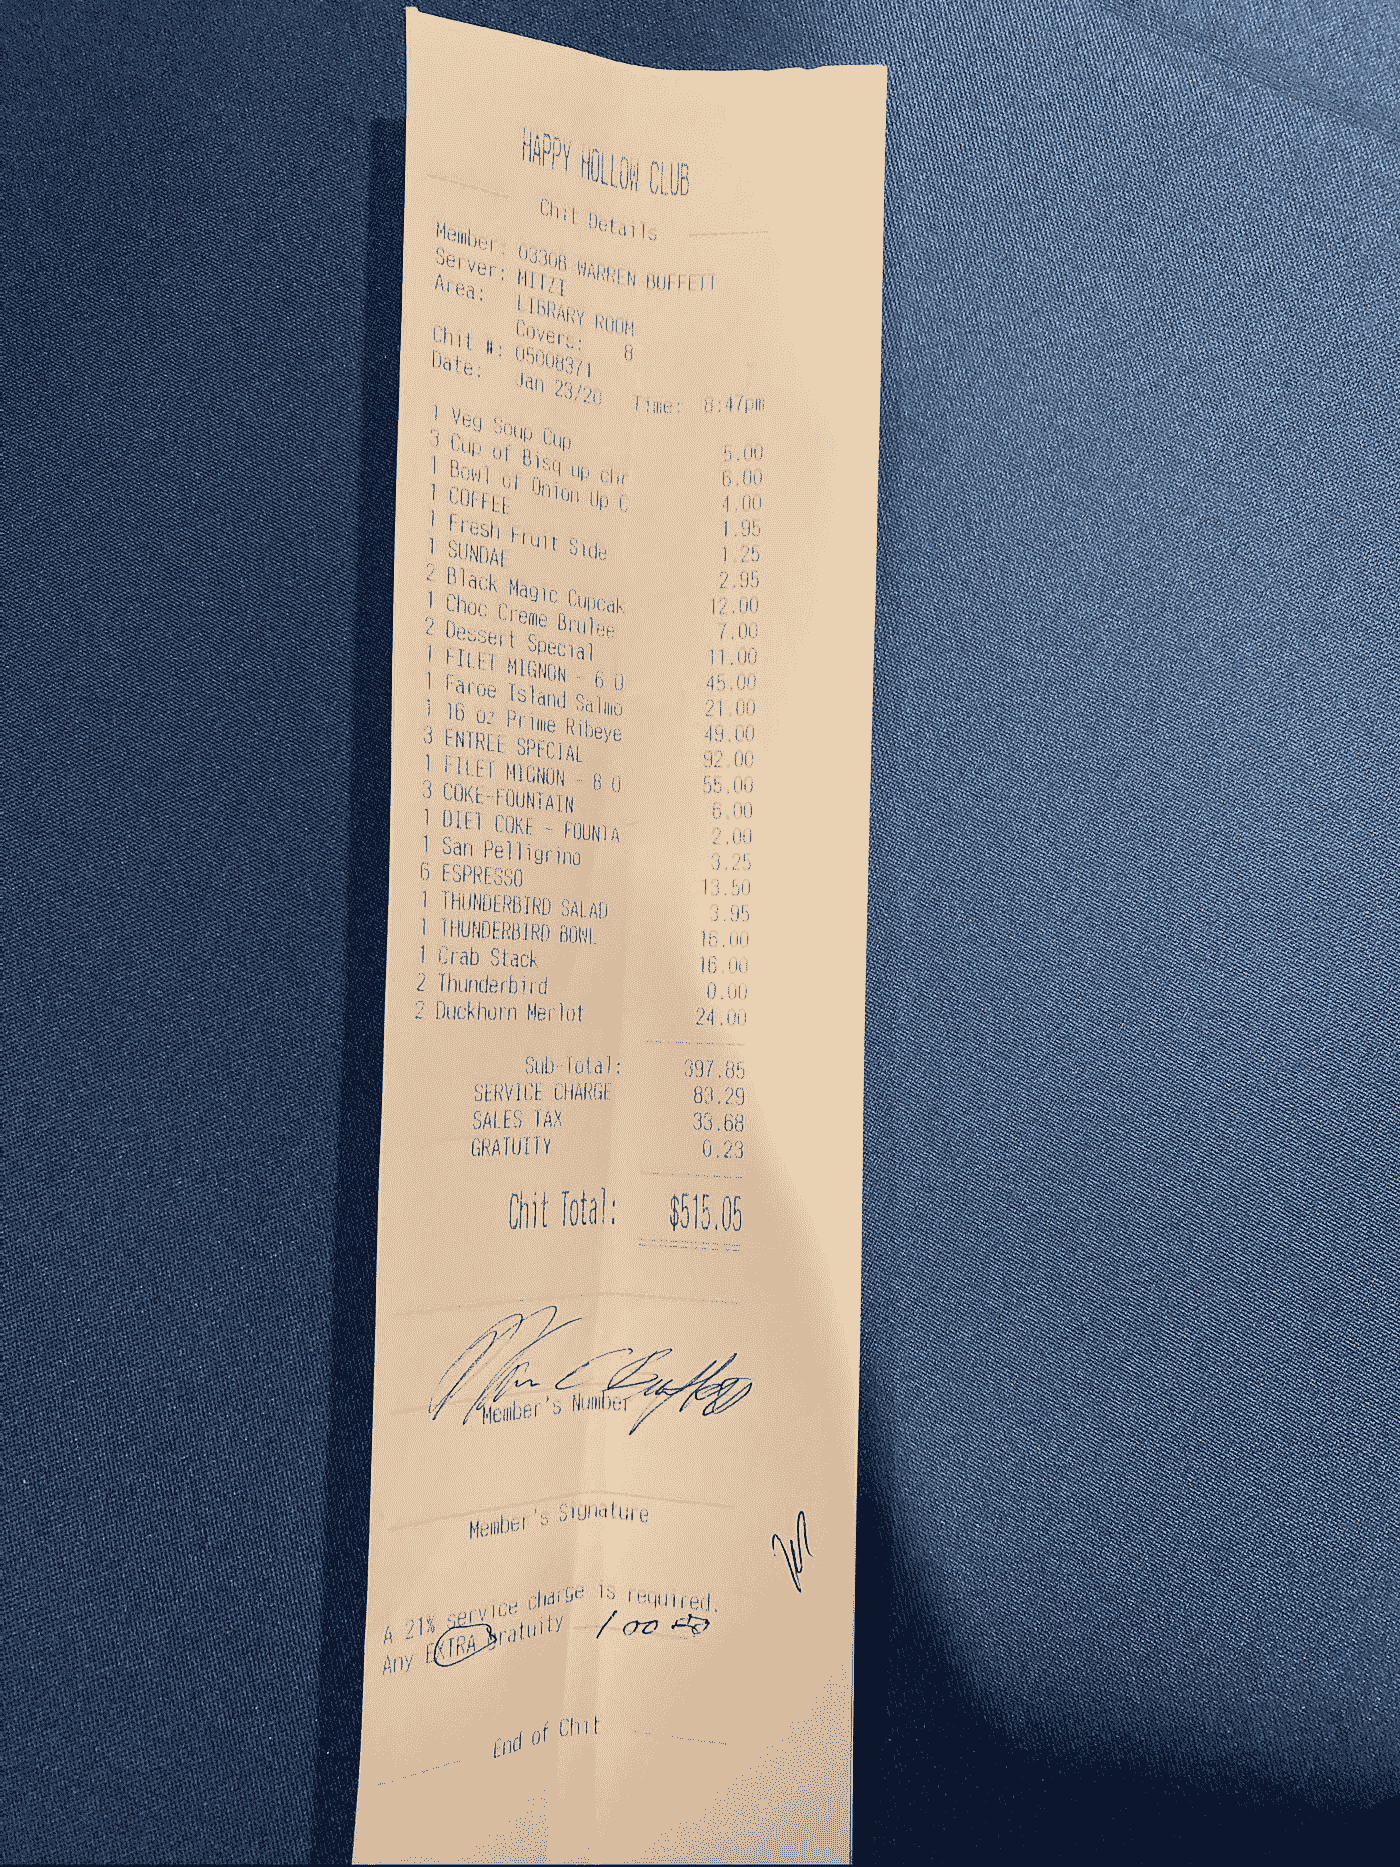 HAPPY HOLLOW CLUB
Chit Details
Member: 03308 WARREN BUFFETT
Server: MITZI
Area: LIBRARY ROOM
Covers: 8
Chit #: 05008371
Date: Jan 23/20 Time: 8:47pm
1 Veg Soup Cup 5.00
3 Cup of Bisq up chr 6.00
1 Bowl of Onion Up C 4.00
1 COFFEE 1.95
1 Fresh Fruit Side 1.25
1 SUNDAE 2.95
2 Black Magic Cupcak 12.00
1 Choc Creme Brulee 7.00
2 Dessert Special 11.00
1 FILET MIGNON - 6 O 45.00
1 Faroe Island Salmo 21.00
1 16 oz Prime Ribeye 49.00
3 ENTREE SPECIAL 92.00
1 FILET MIGNON - 8 O 55.00
3 COKE-FOUNTAIN 6.00
1 DIET COKE - FOUNTA 2.00
1 San Pelligrino 3.25
6 ESPRESSO 13.50
1 THUNDERBIRD SALAD 3.95
1 THUNDERBIRD BOWL 16.00
1 Crab Stack 16.00
2 Thunderbird 0.00
2 Duckhorn Merlot 24.00
Sub-Total: 397.85
SERVICE CHARGE 83.29
SALES TAX 33.68
GRATUITY 0.23
Chit Total: $515.05
E Buffett
Member's Number
Member's Signature
A 21% service charge is required.
Any EXTRA gratuity 100 00
End of Chit